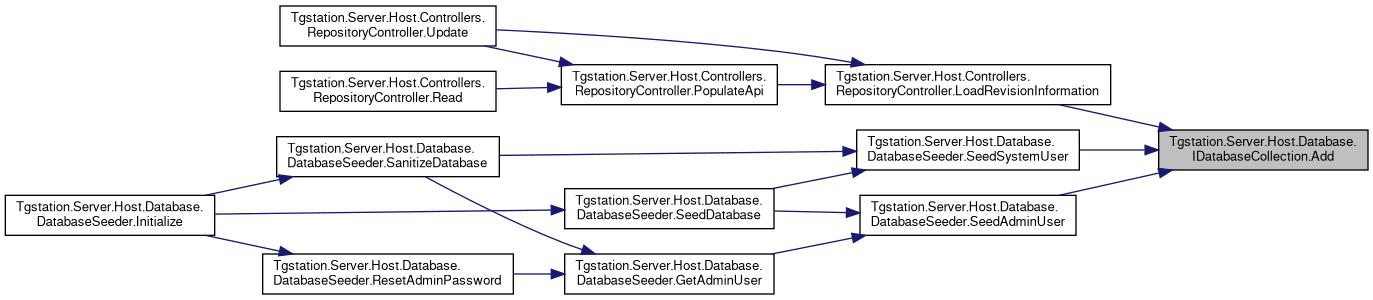 Tgstation.Server.Host.Controllers.
RepositoryController.Update
Tgstation.Server.Host.Controllers.
RepositoryController.Read
Tgstation.Server.Host.Controllers.
RepositoryController.PopulateApi
Tgstation.Server.Host.Controllers.
RepositoryController.LoadRevisionInformation
Tgstation.Server.Host.Database.
DatabaseSeeder.SanitizeDatabase
Tgstation.Server.Host.Database.
DatabaseSeeder.SeedSystemUser
Tgstation.Server.Host.Database.
IDatabaseCollection.Add
Tgstation.Server.Host.Database.
DatabaseSeeder.Initialize
Tgstation.Server.Host.Database.
DatabaseSeeder.SeedDatabase
Tgstation.Server.Host.Database.
DatabaseSeeder.SeedAdminUser
Tgstation.Server.Host.Database.
DatabaseSeeder.ResetAdminPassword
Tgstation.Server.Host.Database.
DatabaseSeeder.GetAdminUser